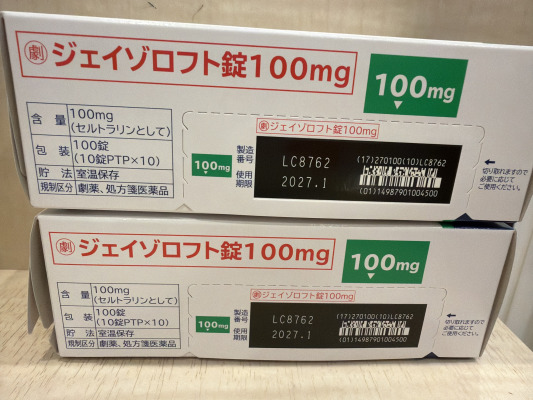 劇 ジェイゾロフト錠100mg
100mg
含量 100mg
(セルトラリンとして)
包装 100錠
(10錠PTP×10)
貯法 室温保存
規制区分 劇薬、処方箋医薬品
劇 ジェイゾロフト錠100mg
100mg
製造番号 LC8762
使用期限 2027.1
(17)270100(10)LC8762
(01)14987901004500
切り取れますので
必要に応じて
ご使用ください。
劇 ジェイゾロフト錠100mg
100mg
含量 100mg
(セルトラリンとして)
包装 100錠
(10錠PTP×10)
貯法 室温保存
規制区分 劇薬、処方箋医薬品
劇 ジェイゾロフト錠100mg
100mg
製造番号 LC8762
使用期限 2027.1
(17)270100(10)LC8762
(01)14987901004500
切り取れますので
必要に応じて
ご使用ください。